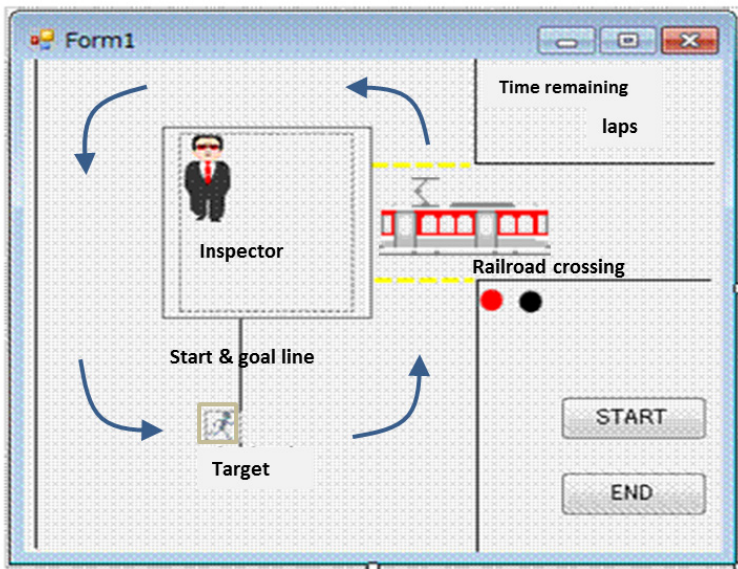 Form1
Time remaining
laps
Inspector
Railroad crossing
Start & goal line
START
Target
END